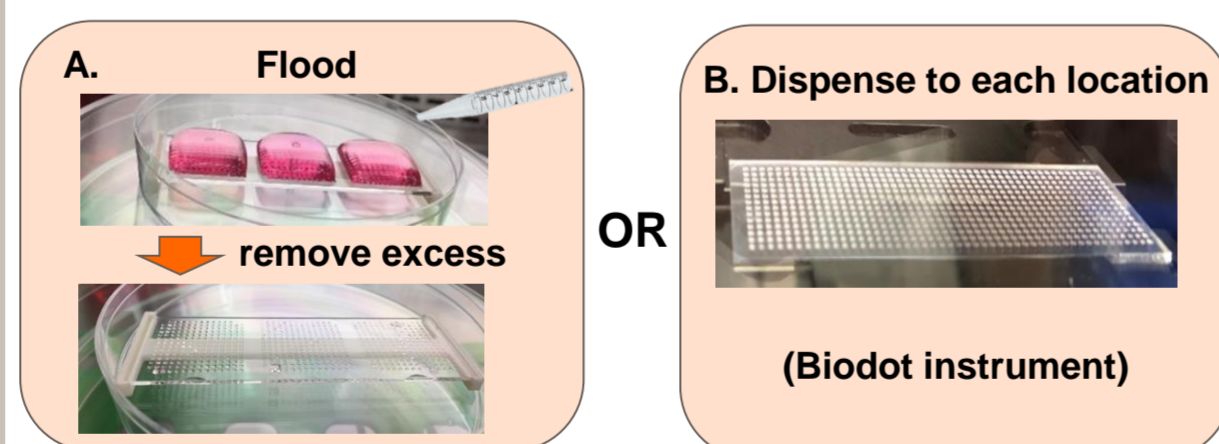 A. Flood
remove excess
OR
B. Dispense to each location
(Biodot instrument)